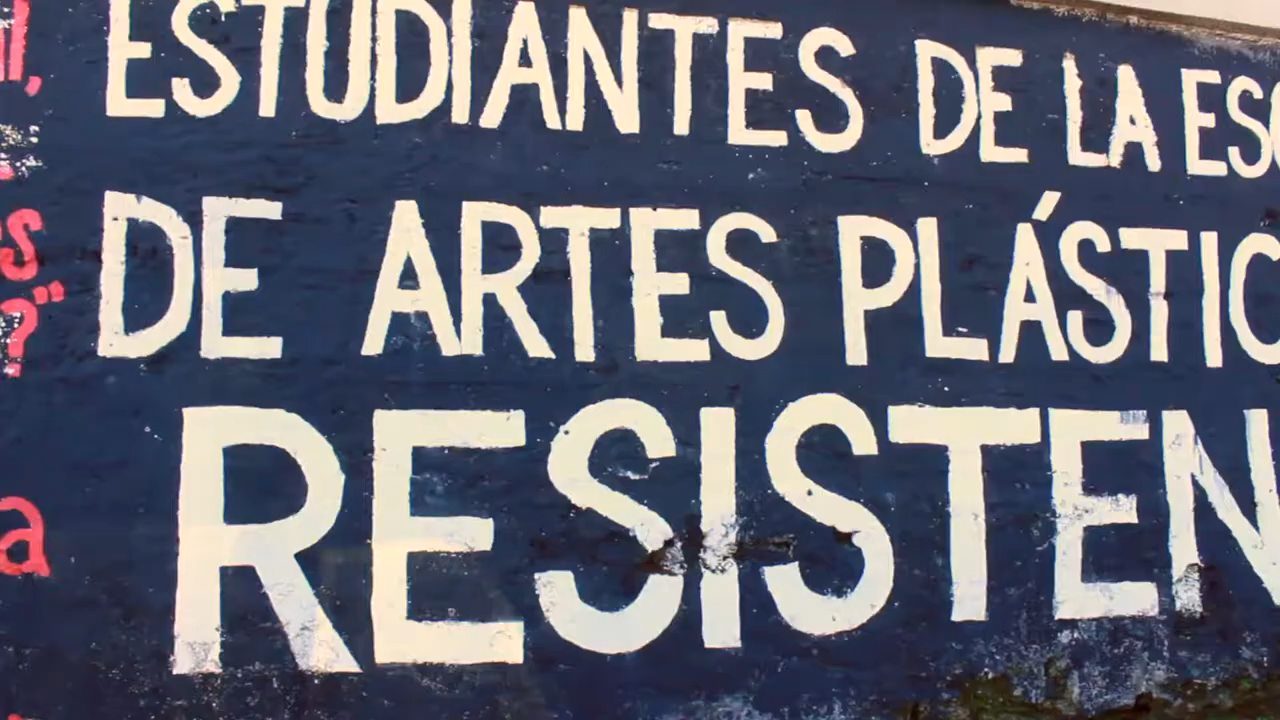 ESTUDIANTES DE LA ESC
DE ARTES PLÁSTIC
RESISTEN
s
?"
a